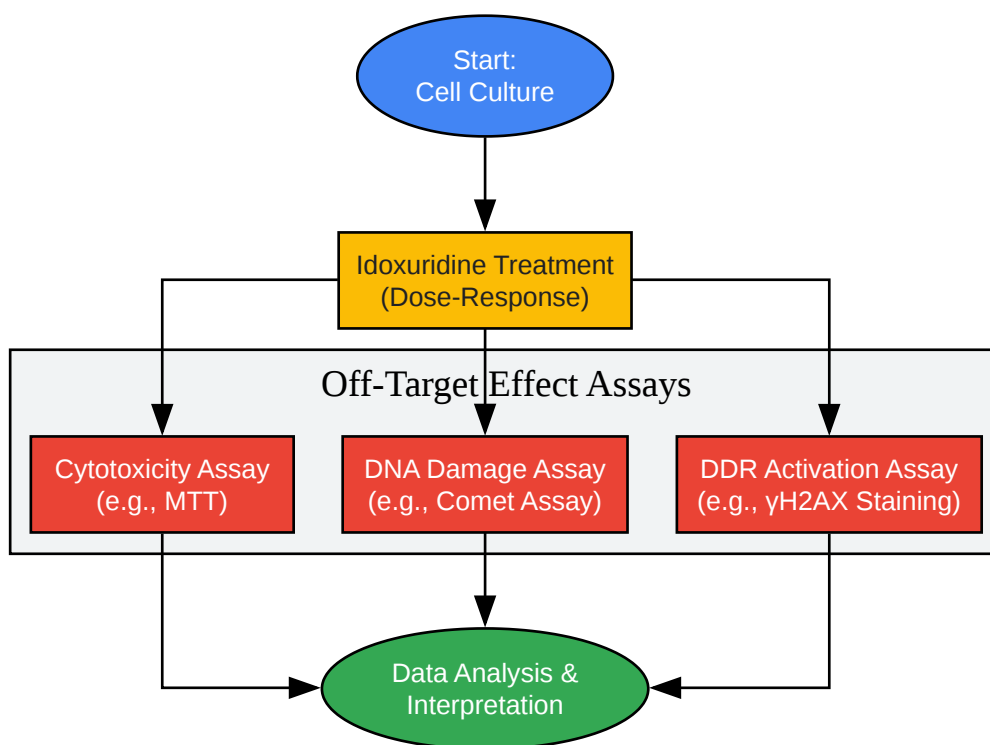 Start:
Cell Culture
Idoxuridine Treatment
(Dose-Response)
Off-Target Effect Assays
Cytotoxicity Assay
(e.g., MTT)
DNA Damage Assay
(e.g., Comet Assay)
DDR Activation Assay
(e.g., γH2AX Staining)
Data Analysis &
Interpretation